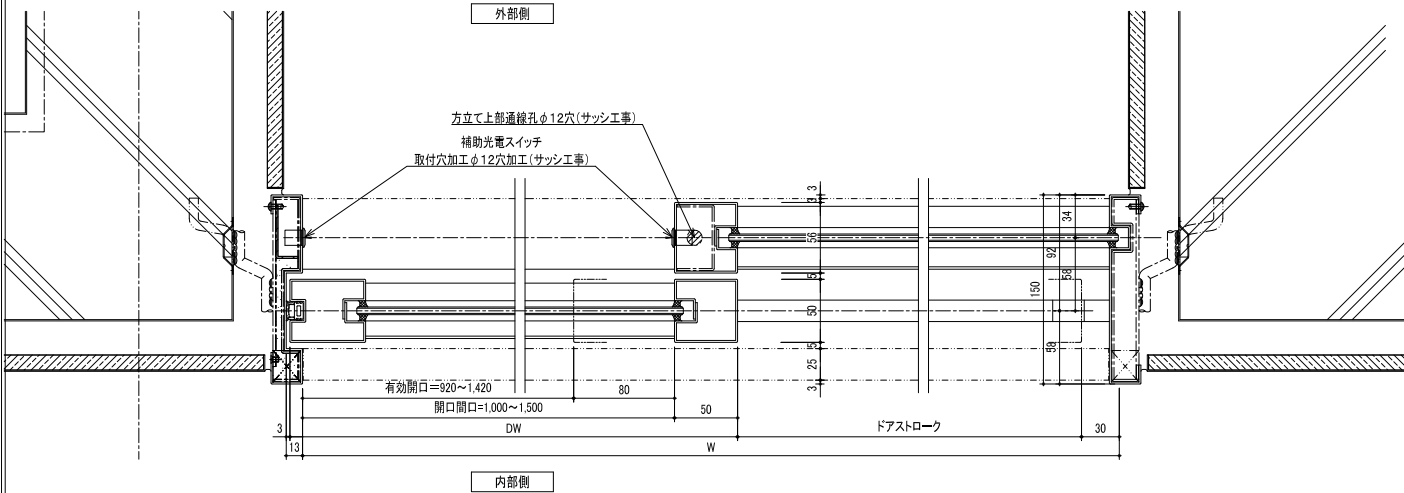 外部側
方立て上部通線孔φ12穴(サッシ工事)
補助光電スイッチ
取付穴加工φ12穴加工(サッシ工事)
3
3
56
5
50
5
25
3
34
92
58
150
58
有効開口=920~1,420
80
開口間口=1,000~1,500
50
3
DW
ドアストローク
30
13
W
内部側